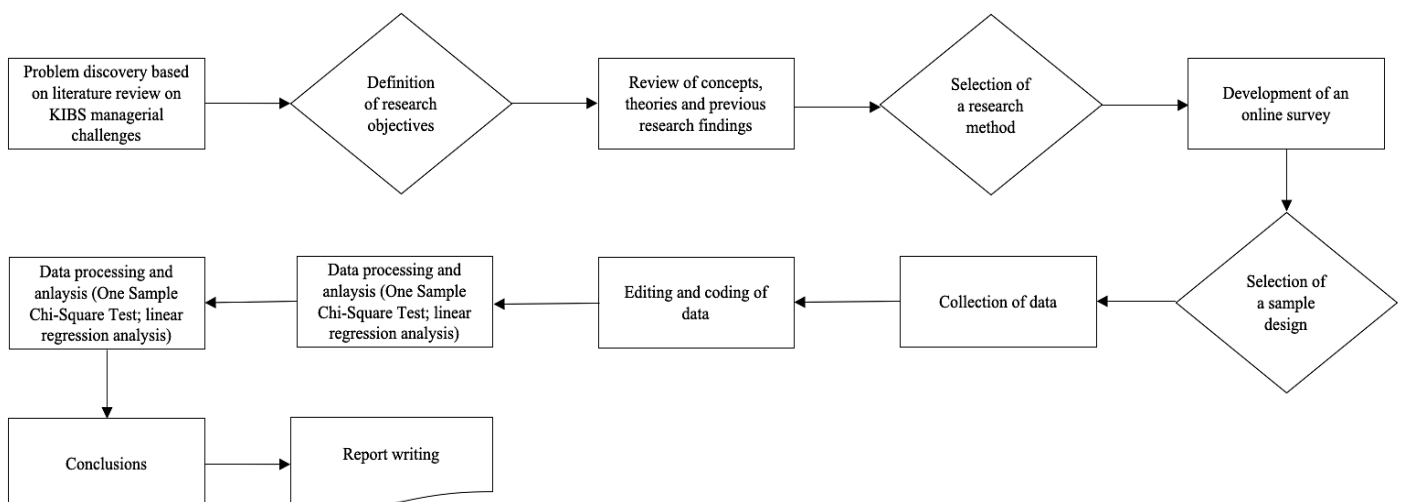 Problem discovery based
on literature review on
KIBS managerial
challenges
Definition
of research
objectives
Review of concepts,
theories and previous
research findings
Selection of
a research
method
Development of an
online survey
Selection of
a sample
design
Collection of data
Editing and coding of
data
Data processing and
anlaysis (One Sample
Chi-Square Test; linear
regression analysis)
Data processing and
anlaysis (One Sample
Chi-Square Test; linear
regression analysis)
Conclusions
Report writing